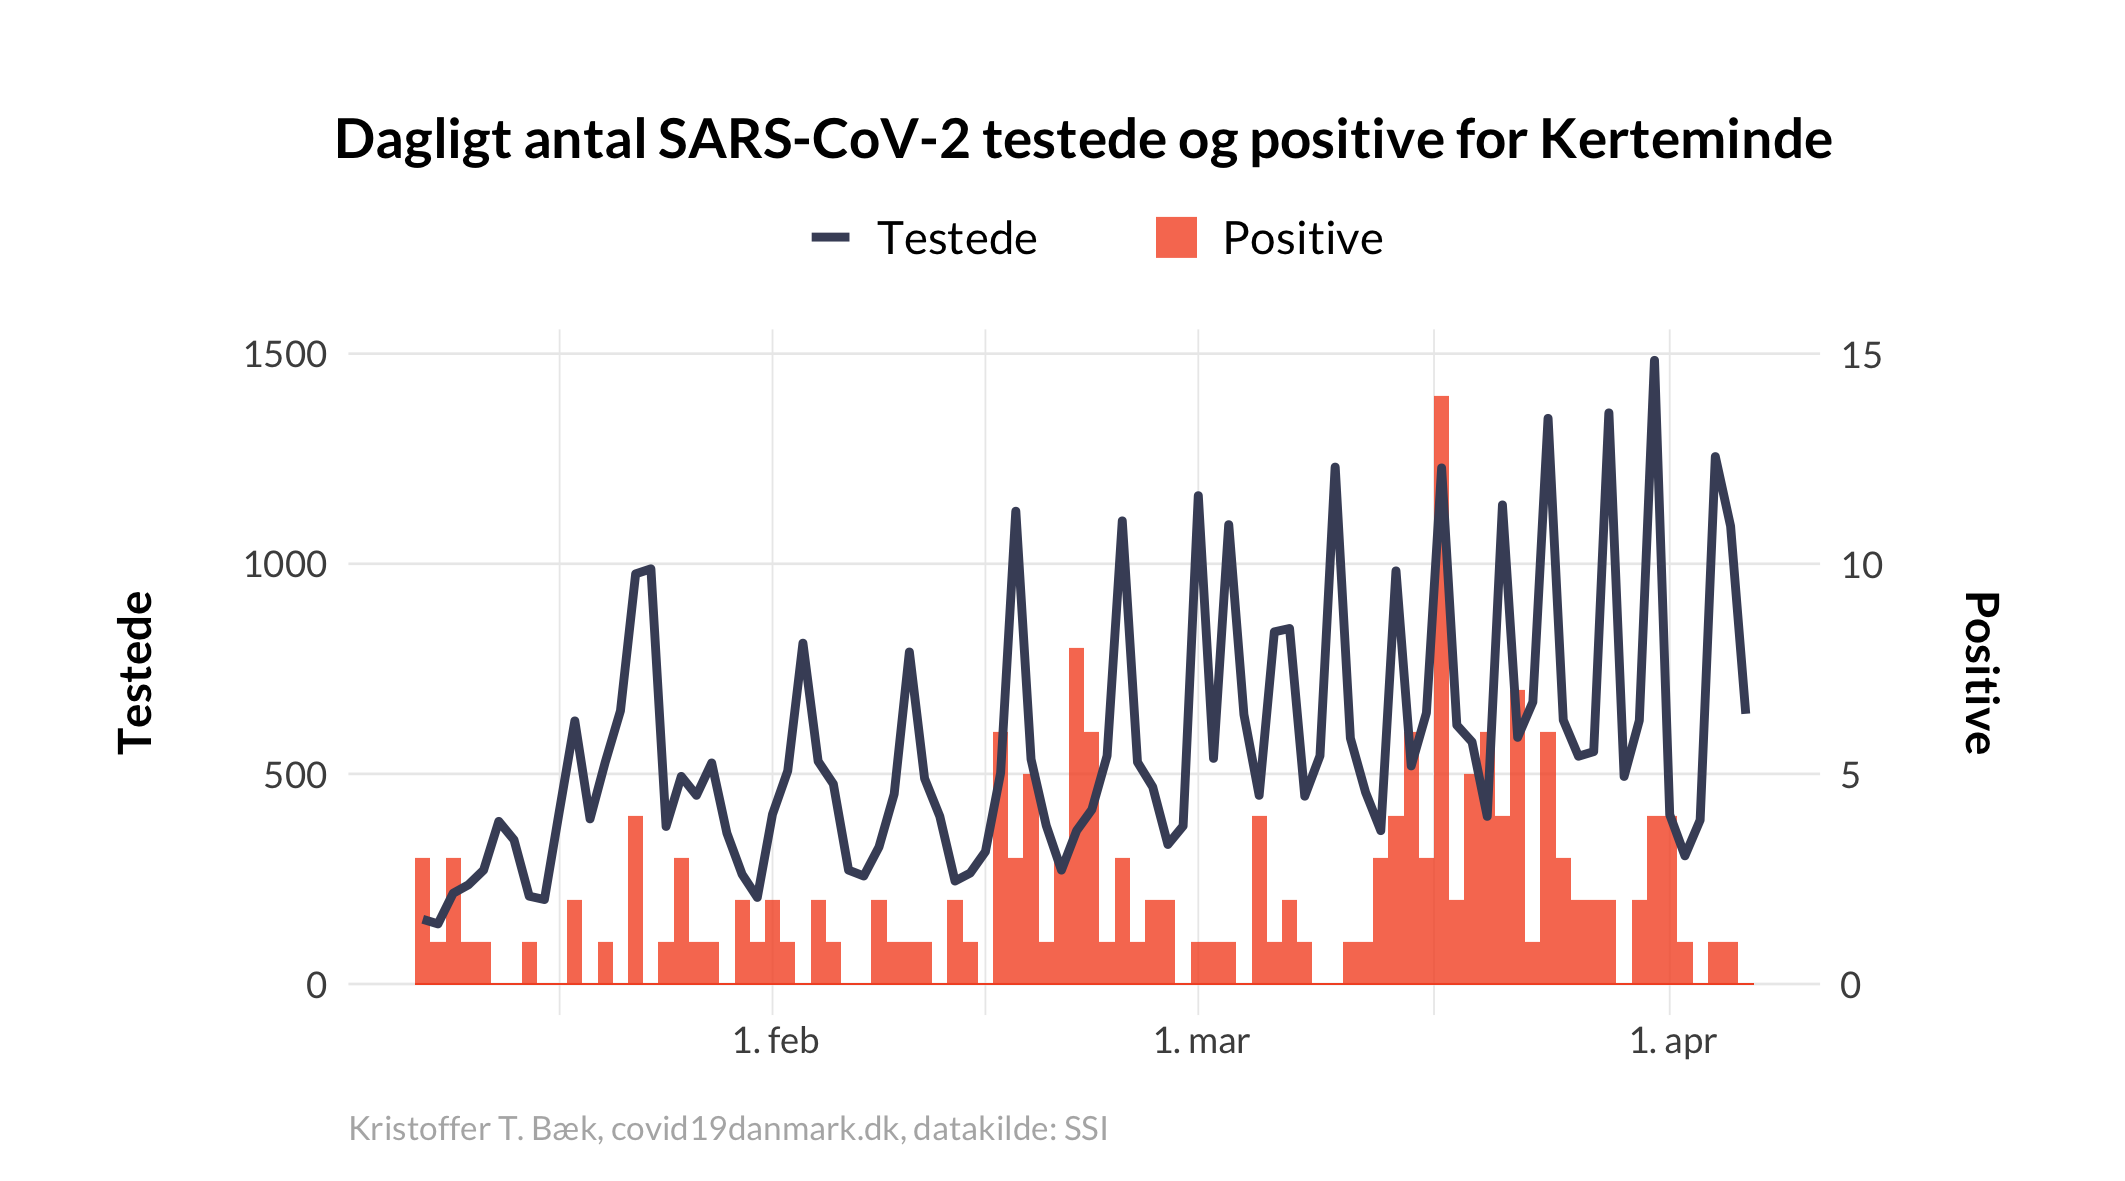 Dagligt antal SARS-CoV-2 testede og positive for Kerteminde
Testede Positive
1500 15
1000 10
500 5
0 0
Testede
Positive
1. feb 1. mar 1. apr
Kristoffer T. Bæk, covid19danmark.dk, datakilde: SSI